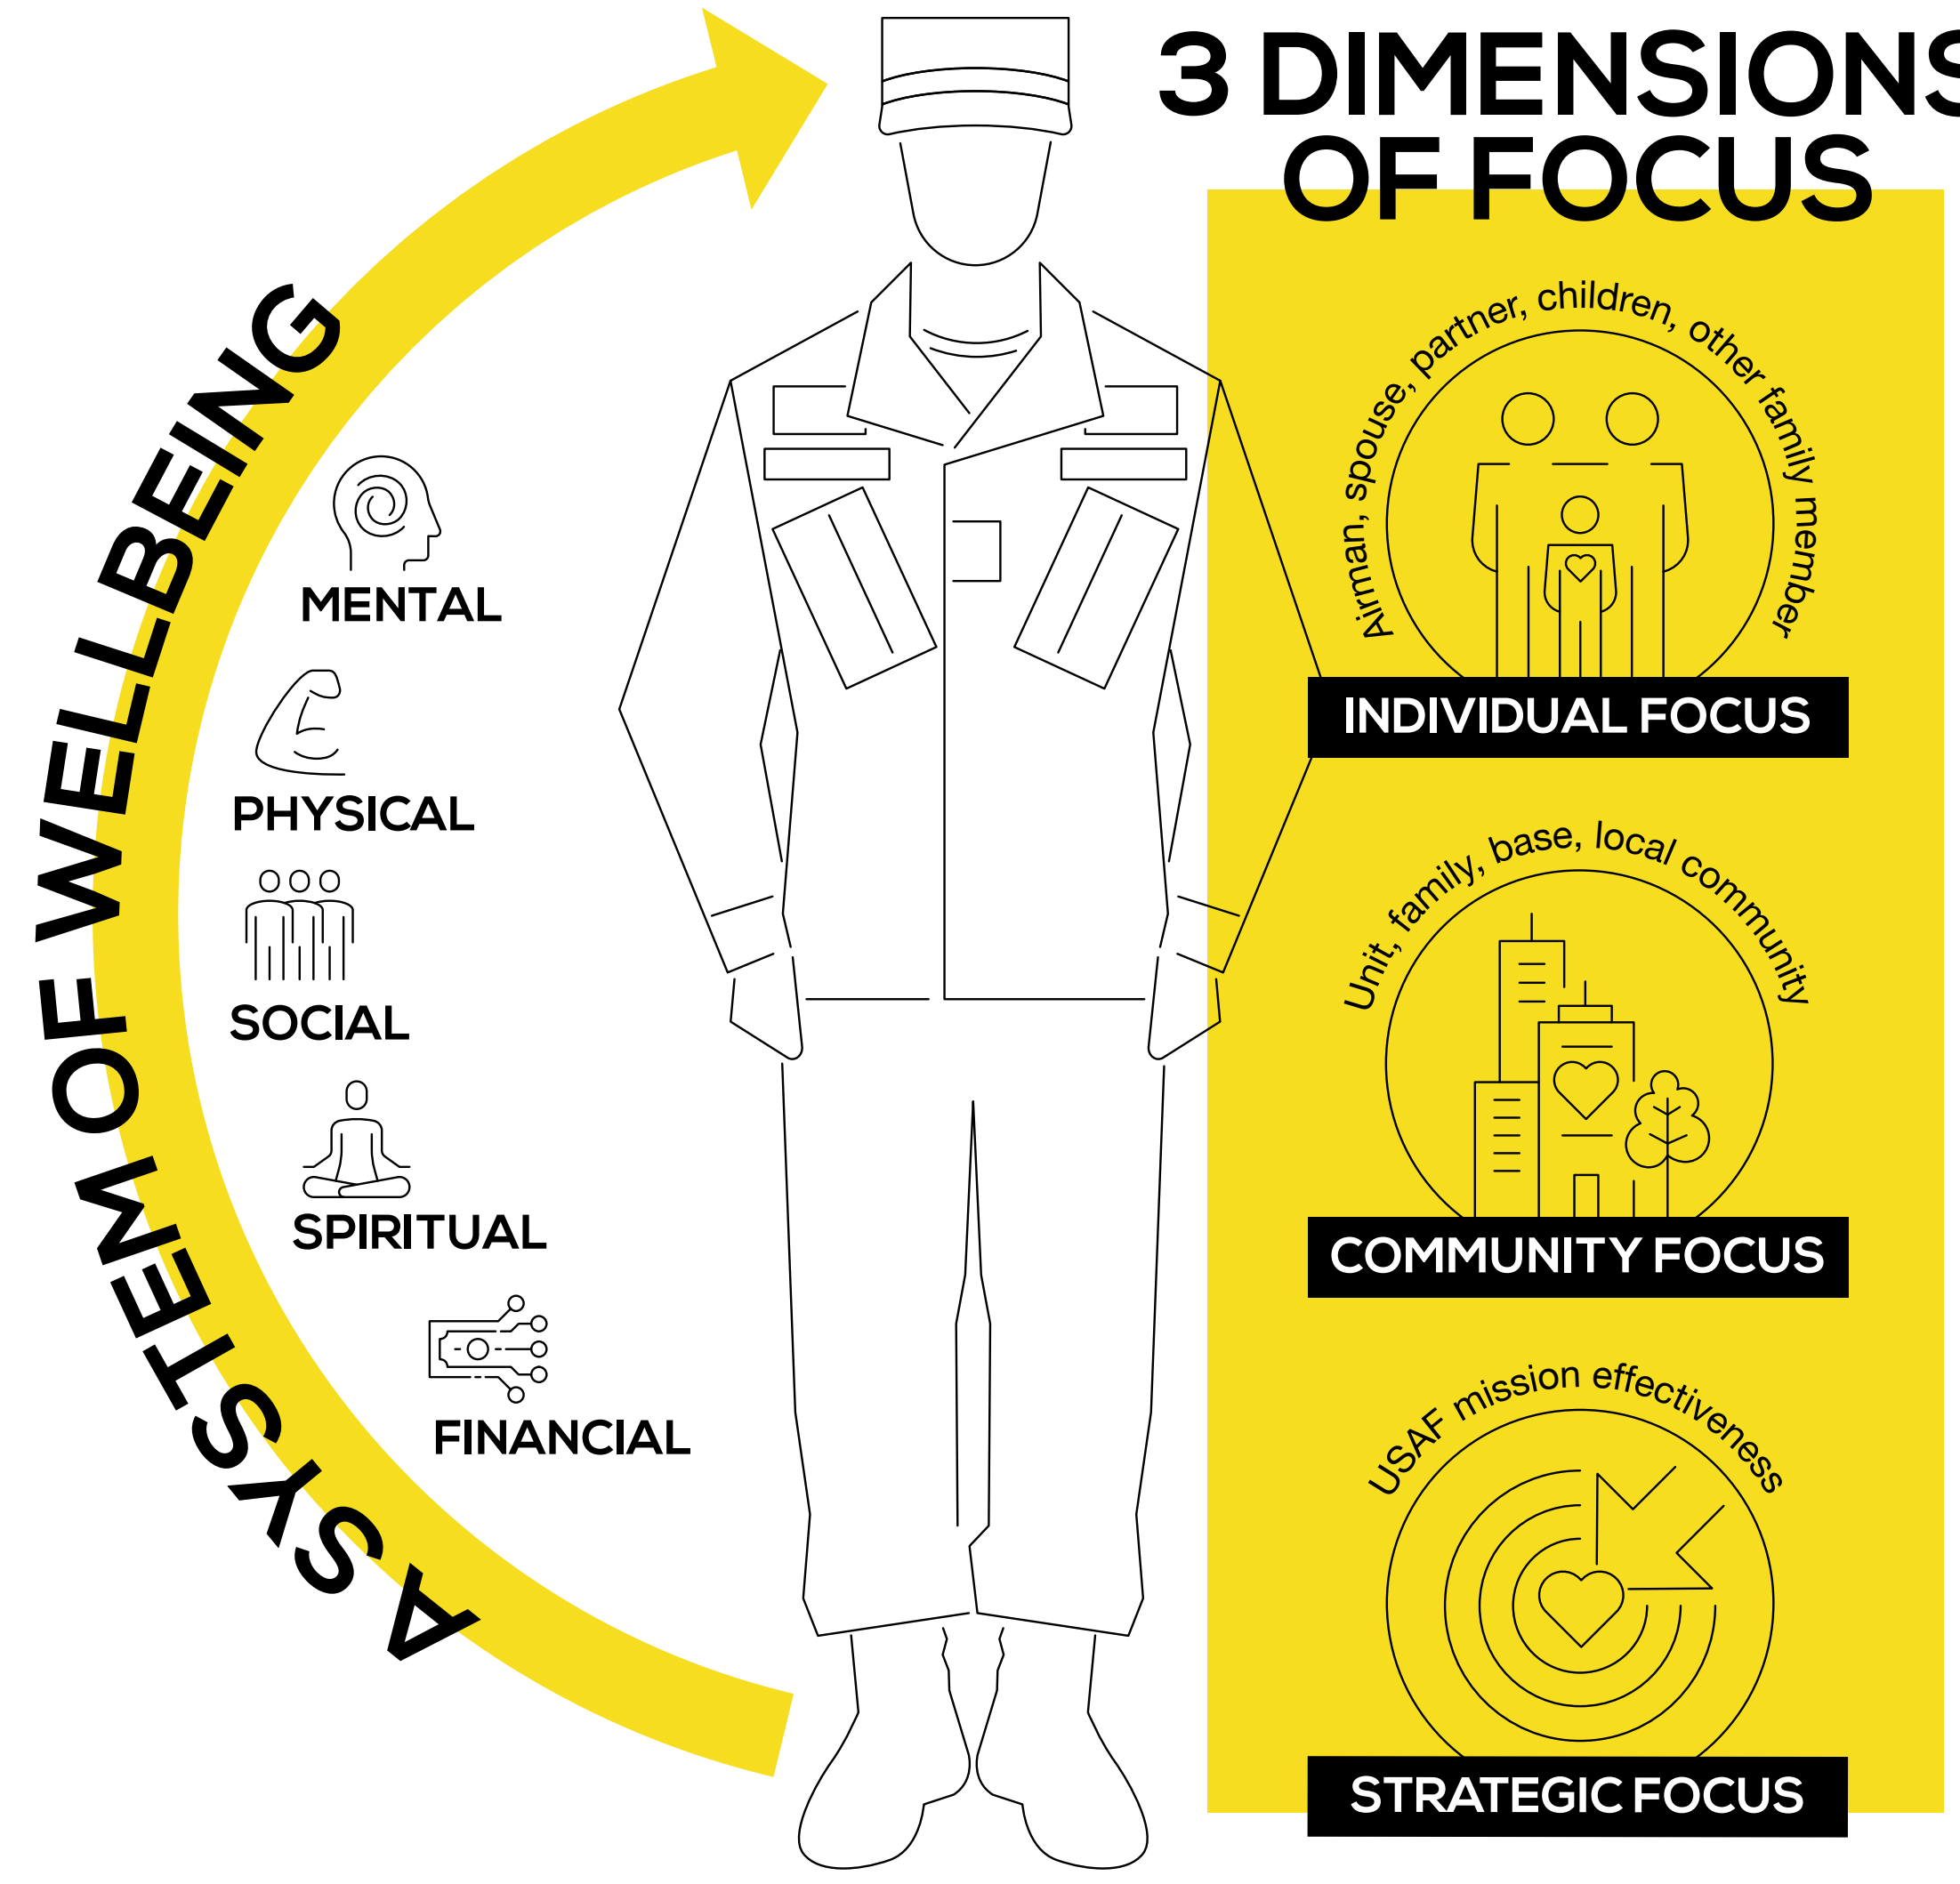 A SYSTEM OF WELLBEING
MENTAL
PHYSICAL
SOCIAL
SPIRITUAL
FINANCIAL
3 DIMENSIONS
OF FOCUS
Airman, spouse, partner, children, other family member
INDIVIDUAL FOCUS
Unit, family, base, local community
COMMUNITY FOCUS
USAF mission effectiveness
STRATEGIC FOCUS